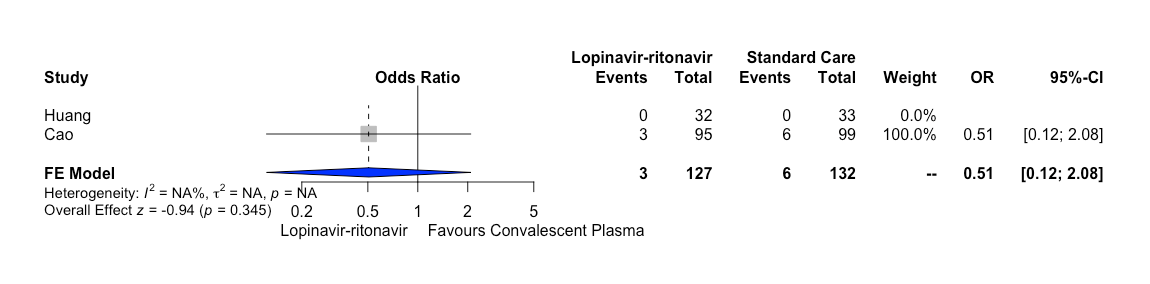 Lopinavir-ritonavir Standard Care
Study Odds Ratio Events Total Events Total Weight OR 95%-CI
Huang 0 32 0 33 0.0%
Cao 3 95 6 99 100.0% 0.51 [0.12; 2.08]
FE Model 3 127 6 132 -- 0.51 [0.12; 2.08]
Heterogeneity: I² = NA%, τ² = NA, p = NA
Overall Effect z = -0.94 (p = 0.345) 0.2 0.5 1 2 5
Lopinavir-ritonavir Favours Convalescent Plasma